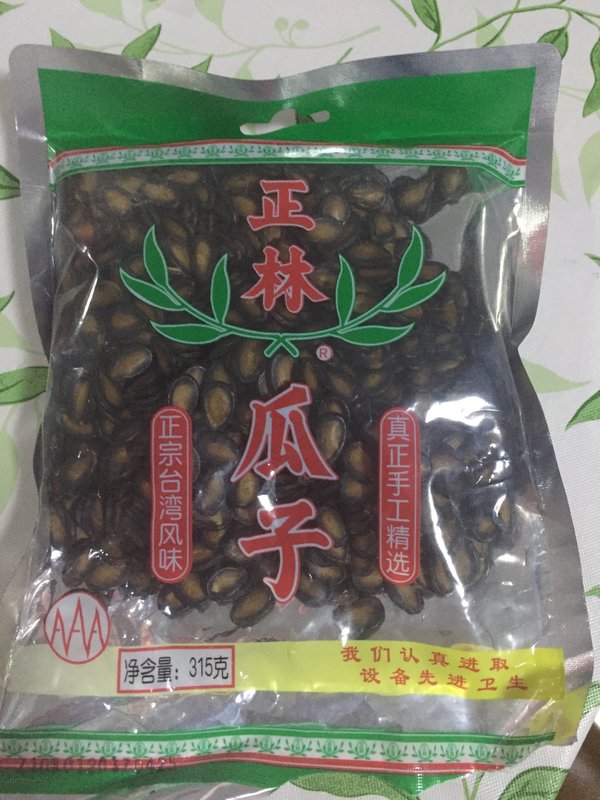 正林
®
瓜子
正宗台湾风味
真正手工精选
AAA
净含量：315克
我们认真进取
设备先进卫生